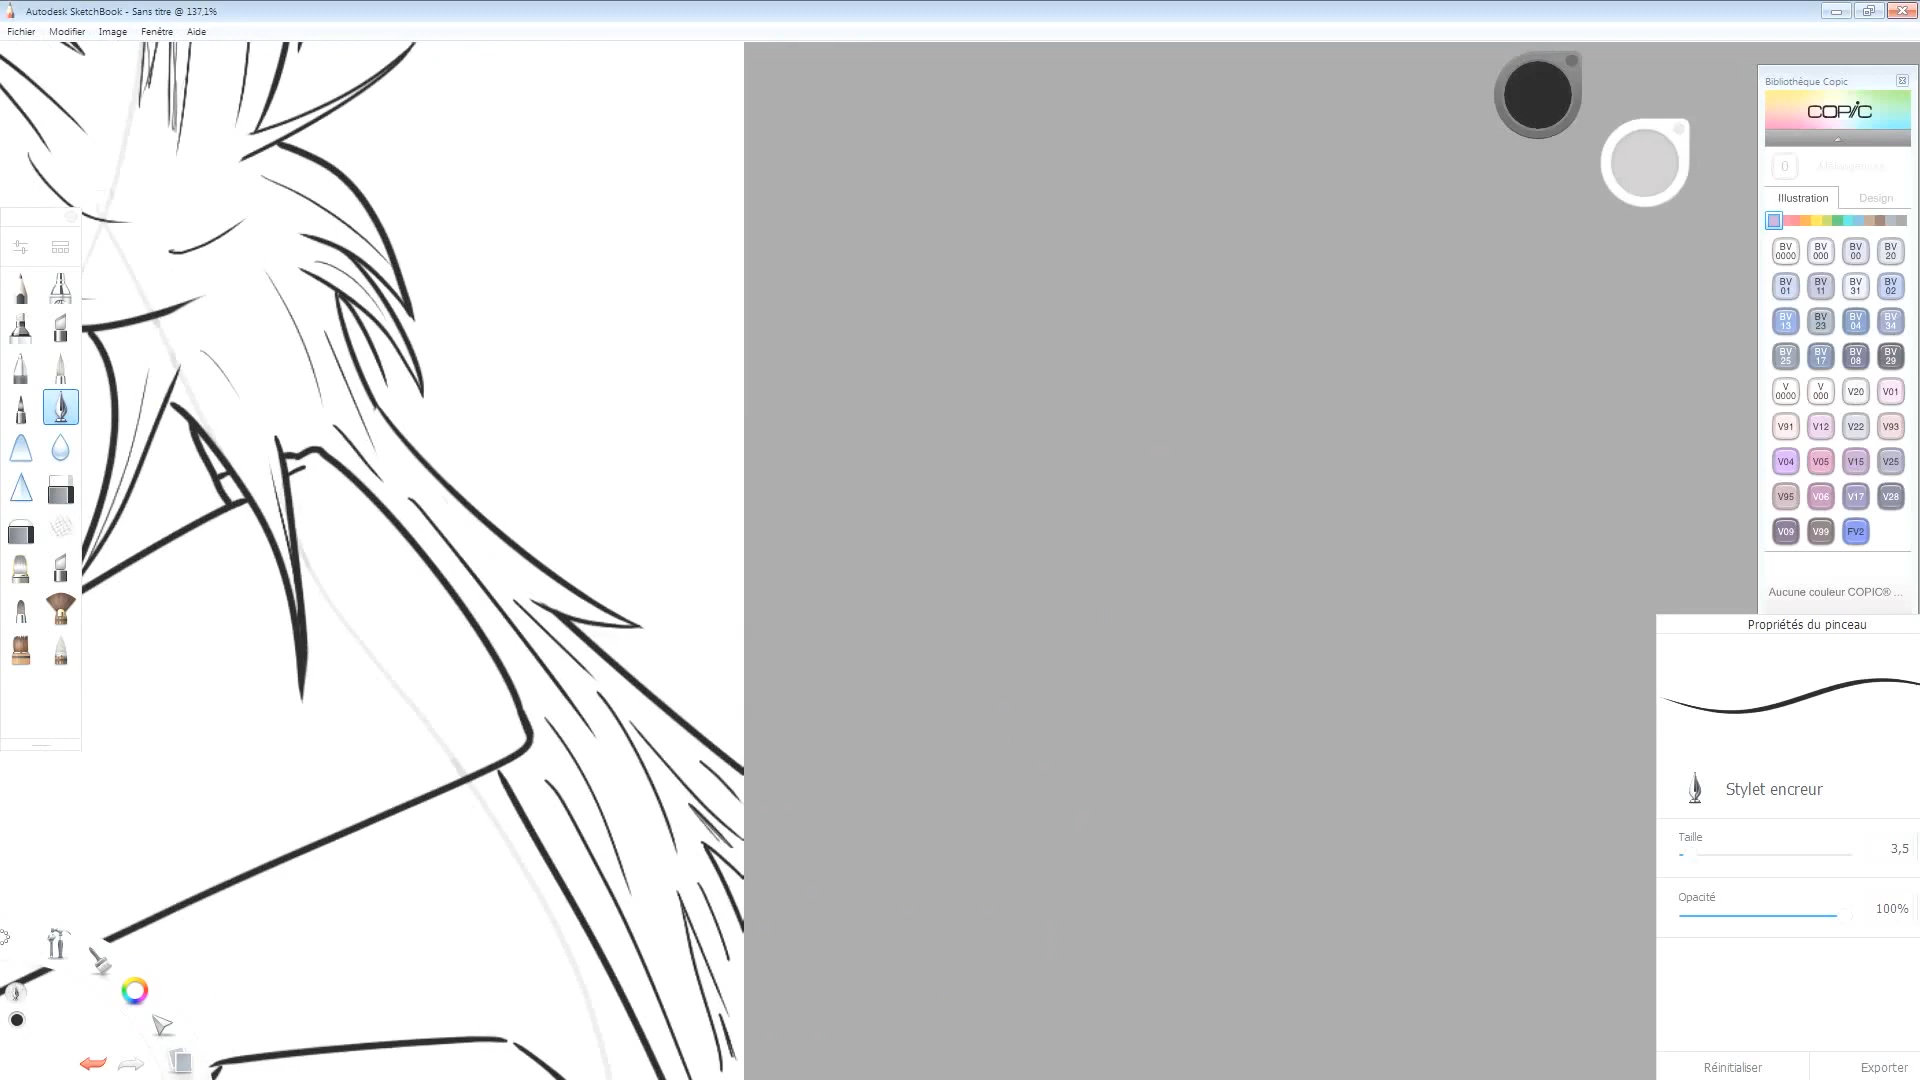 Autodesk SketchBook - Sans titre @ 137,1%
Fichier Modifier Image Fenêtre Aide
Bibliothèque Copic
COPIC
0
Illustration Design
BV 0000 BV 000 BV 00 BV 20
BV 01 BV 11 BV 31 BV 02
BV 13 BV 23 BV 04 BV 34
BV 25 BV 17 BV 08 BV 29
V 0000 V 000 V20 V01
V91 V12 V22 V93
V04 V05 V15 V25
V95 V06 V17 V28
V09 V99 FV2
Aucune couleur COPIC® ...
Propriétés du pinceau
Stylet encreur
Taille
3,5
Opacité
100%
Réinitialiser Exporter